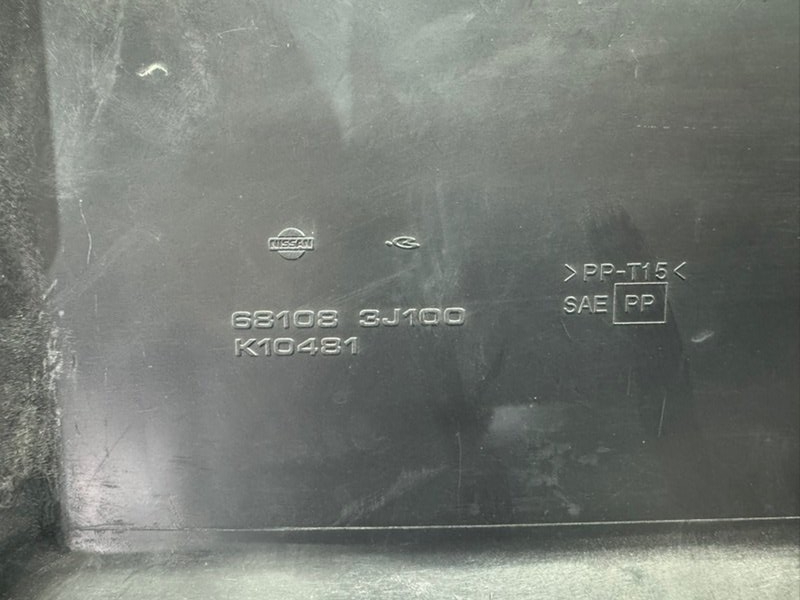 NISSAN
68108 3J100
K10481
>PP-T15<
SAE PP